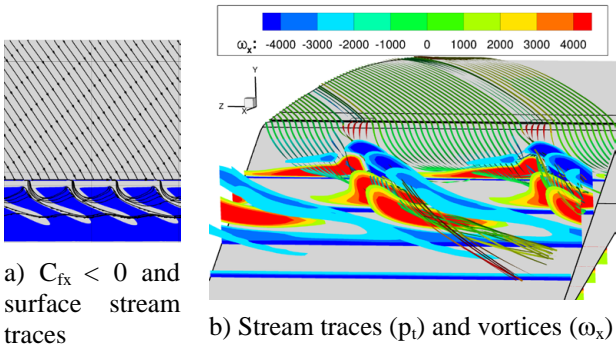 ωx: -4000 -3000 -2000 -1000 0 1000 2000 3000 4000
Y
Z
X
a) Cfx < 0 and
surface stream
traces
b) Stream traces (pt) and vortices (ωx)